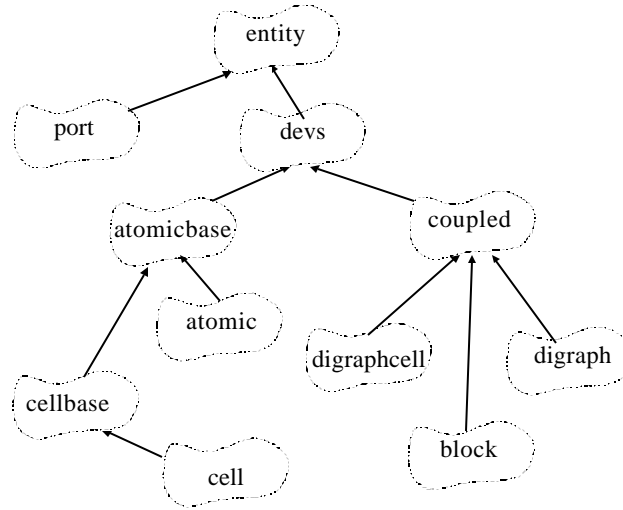 entity
port
devs
atomicbase
coupled
atomic
digraphcell
digraph
cellbase
block
cell